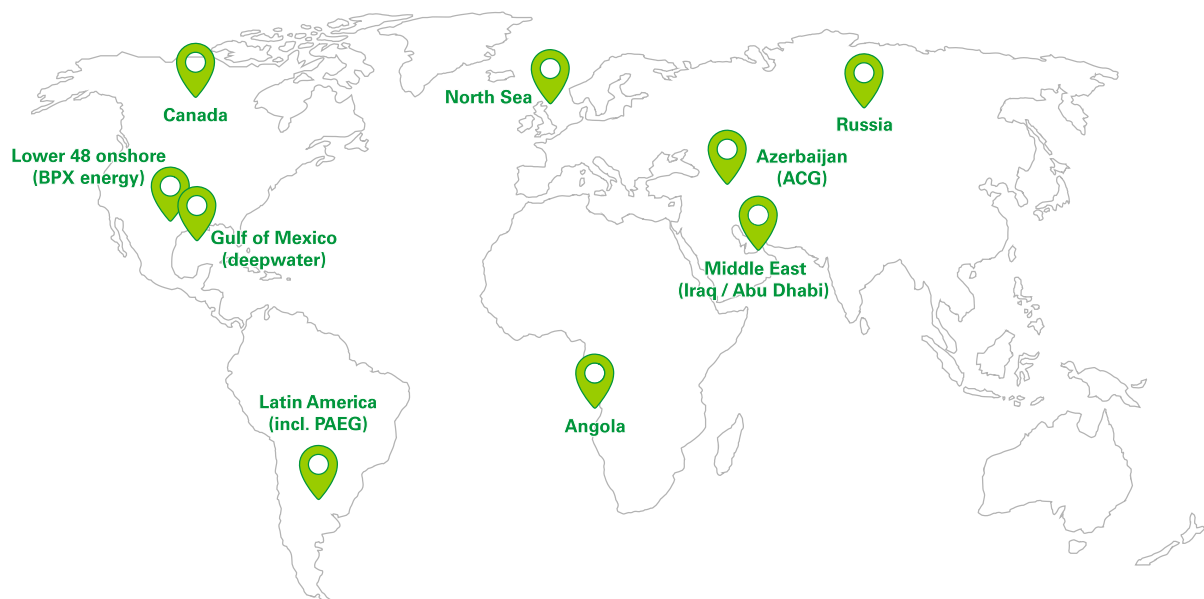 Canada
North Sea
Russia
Lower 48 onshore
(BPX energy)
Azerbaijan
(ACG)
Gulf of Mexico
(deepwater)
Middle East
(Iraq / Abu Dhabi)
Latin America
(incl. PAEG)
Angola